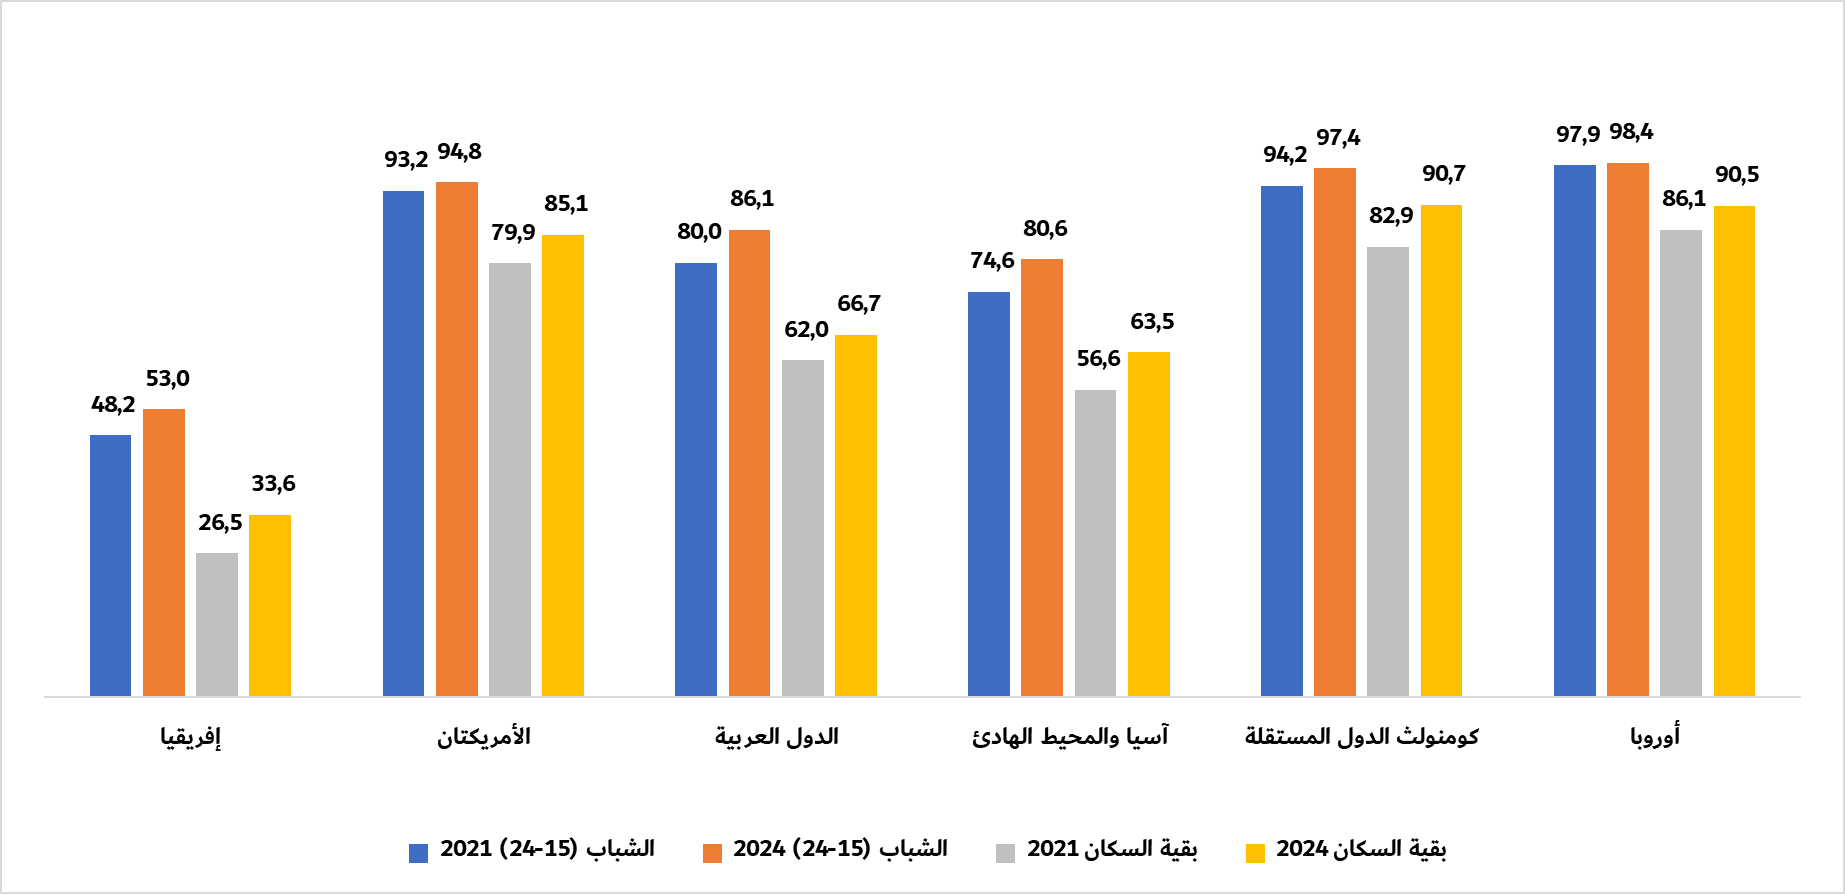 48,2
53,0
26,5
33,6
93,2
94,8
79,9
85,1
80,0
86,1
62,0
66,7
74,6
80,6
56,6
63,5
94,2
97,4
82,9
90,7
97,9
98,4
86,1
90,5
إفريقيا
الأمريكتان
الدول العربية
آسيا والمحيط الهادئ
كومنولث الدول المستقلة
أوروبا
الشباب (15-24) 2021
الشباب (15-24) 2024
بقية السكان 2021
بقية السكان 2024